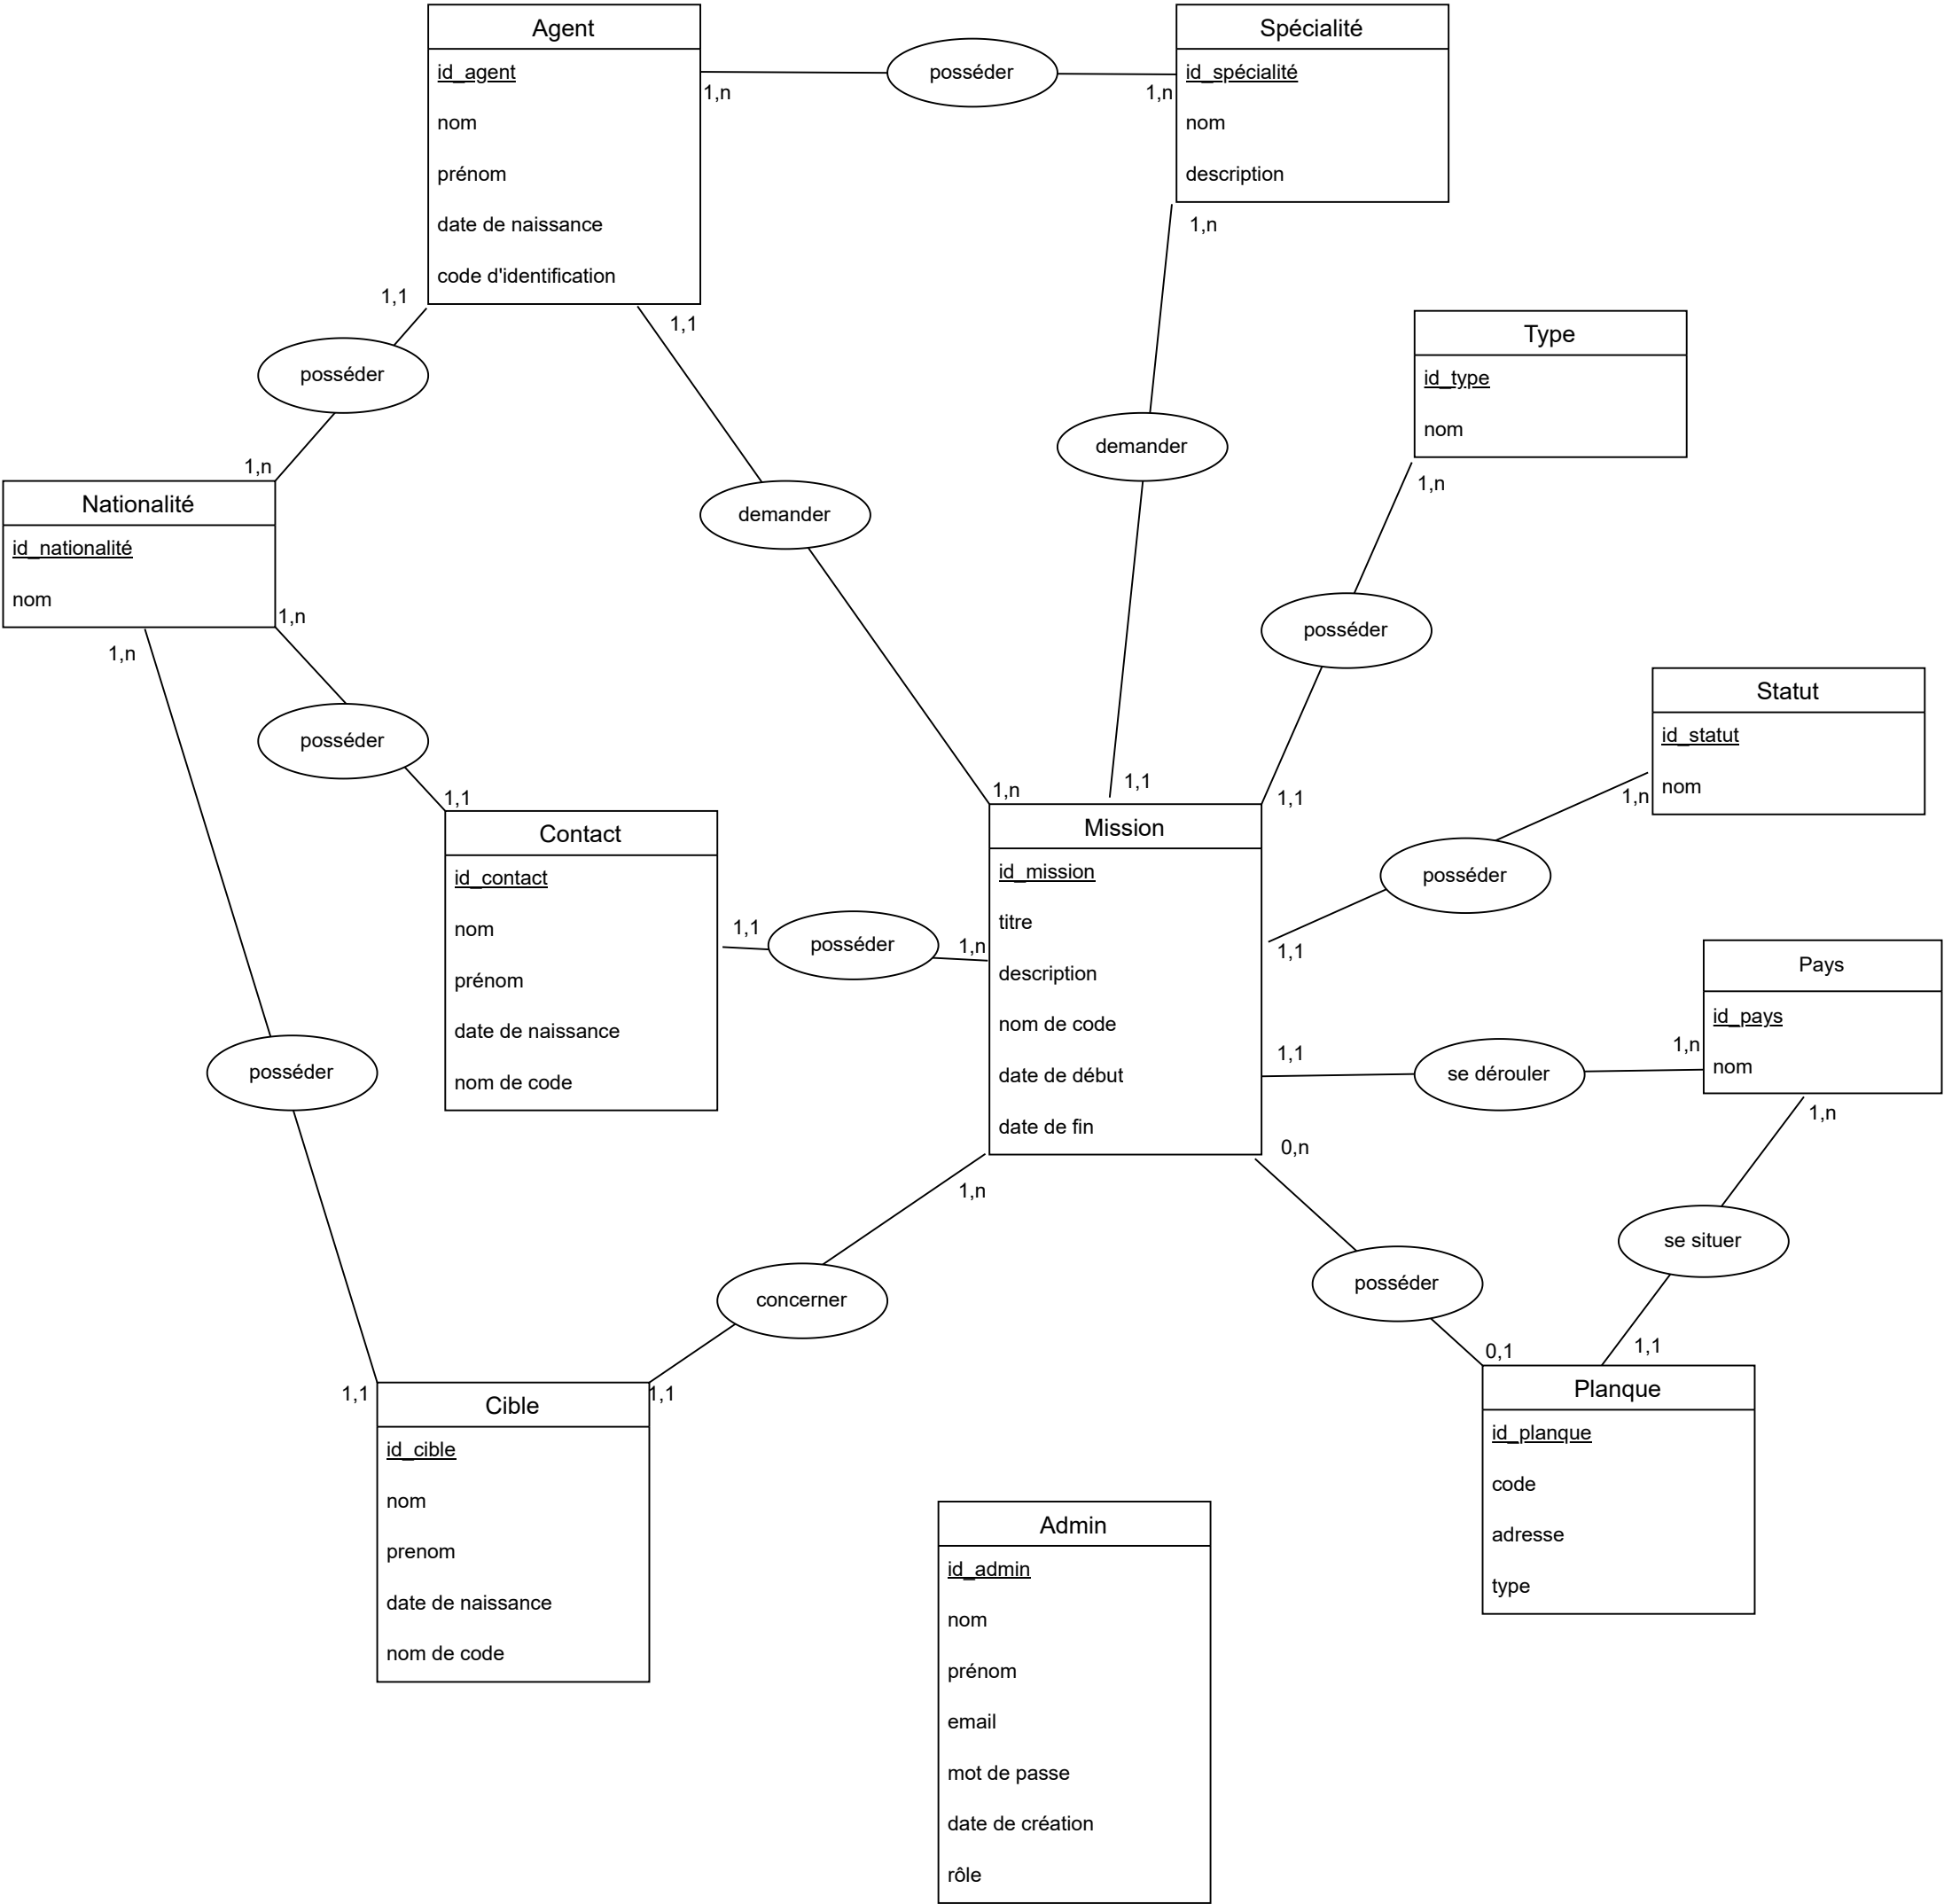 Agent
id_agent
nom
prénom
date de naissance
code d'identification
1,n
posséder
1,n
Spécialité
id_spécialité
nom
description
1,1
posséder
1,n
1,1
demander
1,n
1,n
demander
1,1
Type
id_type
nom
1,n
posséder
1,1
Nationalité
id_nationalité
nom
1,n
1,n
posséder
1,1
Statut
id_statut
nom
1,n
posséder
1,1
Contact
id_contact
nom
prénom
date de naissance
nom de code
1,1
posséder
1,n
Mission
id_mission
titre
description
nom de code
date de début
date de fin
Pays
id_pays
nom
1,1
se dérouler
1,n
1,n
se situer
1,1
0,n
posséder
0,1
posséder
1,1
1,n
concerner
1,1
Cible
id_cible
nom
prenom
date de naissance
nom de code
Planque
id_planque
code
adresse
type
Admin
id_admin
nom
prénom
email
mot de passe
date de création
rôle